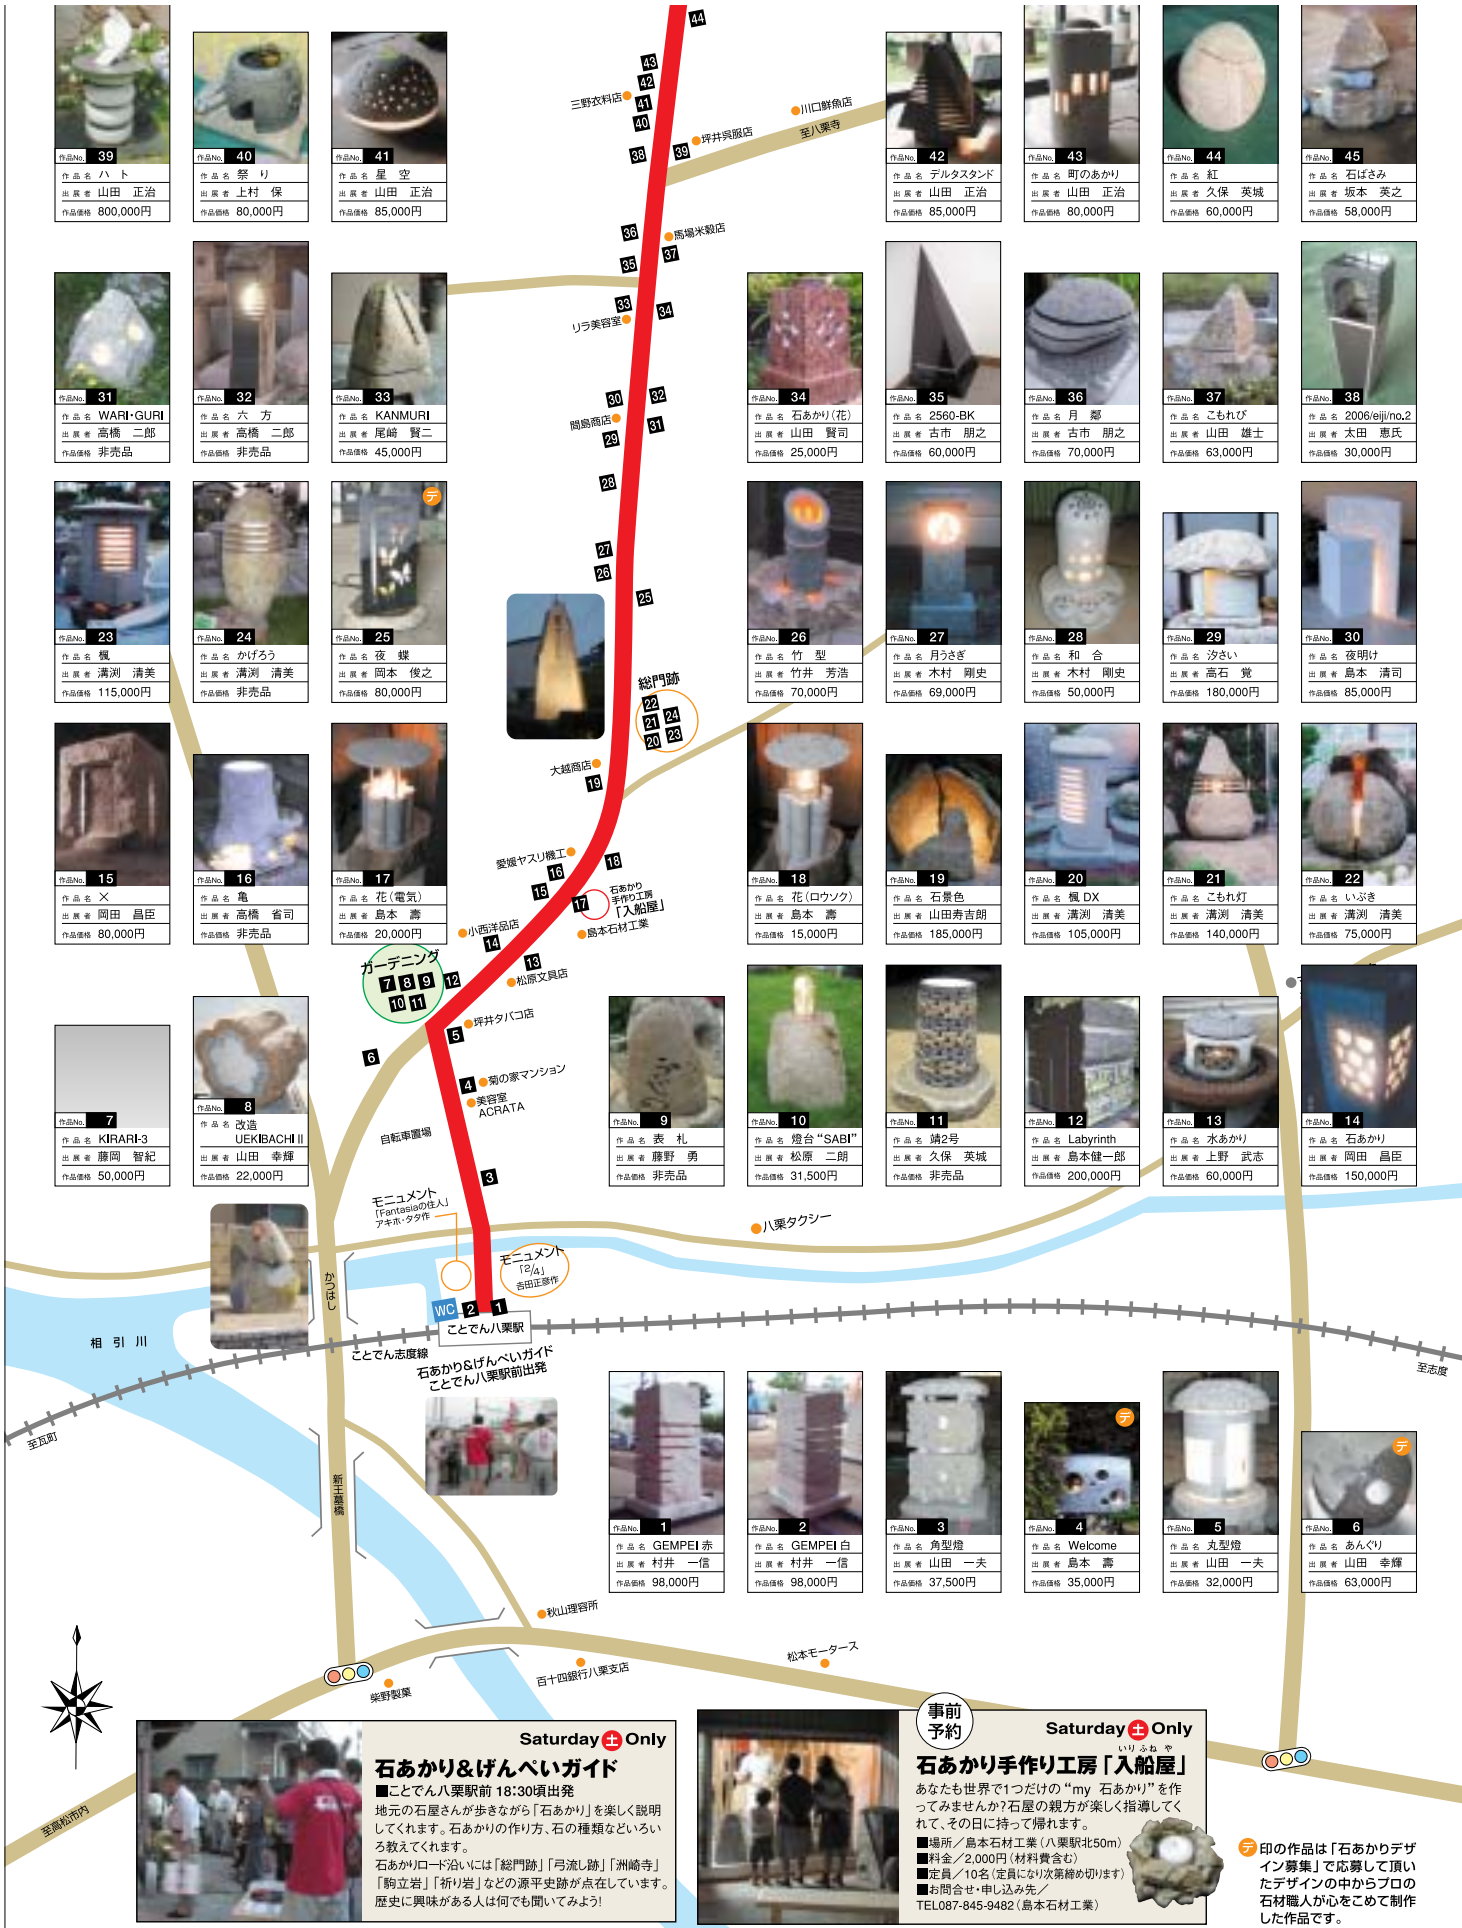 44
43
42
41
40
三野衣料店
川口鮮魚店
坪井呉服店
至八栗寺
39
38
作品No. 39
作品名 ハト
出展者 山田 正治
作品価格 800,000円
作品No. 40
作品名 祭り
出展者 上村 保
作品価格 80,000円
作品No. 41
作品名 星空
出展者 山田 正治
作品価格 85,000円
作品No. 42
作品名 デルタスタンド
出展者 山田 正治
作品価格 85,000円
作品No. 43
作品名 町のあかり
出展者 山田 正治
作品価格 80,000円
作品No. 44
作品名 紅
出展者 久保 英城
作品価格 60,000円
作品No. 45
作品名 石ばさみ
出展者 坂本 英之
作品価格 58,000円
36
馬場米穀店
37
35
33
34
リラ美容室
30
32
間島商店
31
29
28
作品No. 31
作品名 WARI・GURI
出展者 高橋 二郎
作品価格 非売品
作品No. 32
作品名 六方
出展者 高橋 二郎
作品価格 非売品
作品No. 33
作品名 KANMURI
出展者 尾崎 賢二
作品価格 45,000円
作品No. 34
作品名 石あかり(花)
出展者 山田 賢司
作品価格 25,000円
作品No. 35
作品名 2560-BK
出展者 古市 朋之
作品価格 60,000円
作品No. 36
作品名 月鄰
出展者 古市 朋之
作品価格 70,000円
作品No. 37
作品名 こもれび
出展者 山田 雄士
作品価格 63,000円
作品No. 38
作品名 2006/eiji/no.2
出展者 太田 恵氏
作品価格 30,000円
27
26
25
総門跡
22
21 24
20 23
大越商店
19
作品No. 23
作品名 楓
出展者 溝渕 清美
作品価格 115,000円
作品No. 24
作品名 かげろう
出展者 溝渕 清美
作品価格 非売品
デ
作品No. 25
作品名 夜蝶
出展者 岡本 俊之
作品価格 80,000円
作品No. 26
作品名 竹型
出展者 竹井 芳浩
作品価格 70,000円
作品No. 27
作品名 月うさぎ
出展者 木村 剛史
作品価格 69,000円
作品No. 28
作品名 和合
出展者 木村 剛史
作品価格 50,000円
作品No. 29
作品名 汐さい
出展者 高石 覚
作品価格 180,000円
作品No. 30
作品名 夜明け
出展者 島本 清司
作品価格 85,000円
愛媛ヤスリ機工
18
16
15
17
石あかり
手作り工房
「入船屋」
島本石材工業
小西洋品店
14
13
松原文具店
ガーデニング
7 8 9
10 11
12
坪井タバコ店
5
6
4
菊の家マンション
美容室
ACRATA
自転車置場
3
作品No. 15
作品名 ×
出展者 岡田 昌臣
作品価格 80,000円
作品No. 16
作品名 亀
出展者 高橋 省司
作品価格 非売品
作品No. 17
作品名 花(電気)
出展者 島本 壽
作品価格 20,000円
作品No. 18
作品名 花(ロウソク)
出展者 島本 壽
作品価格 15,000円
作品No. 19
作品名 石景色
出展者 山田寿吉朗
作品価格 185,000円
作品No. 20
作品名 楓 DX
出展者 溝渕 清美
作品価格 105,000円
作品No. 21
作品名 こもれ灯
出展者 溝渕 清美
作品価格 140,000円
作品No. 22
作品名 いぶき
出展者 溝渕 清美
作品価格 75,000円
作品No. 7
作品名 KIRARI-3
出展者 藤岡 智紀
作品価格 50,000円
作品No. 8
作品名 改造
UEKIBACHI II
出展者 山田 幸輝
作品価格 22,000円
作品No. 9
作品名 表札
出展者 藤野 勇
作品価格 非売品
作品No. 10
作品名 燈台“SABI”
出展者 松原 二朗
作品価格 31,500円
作品No. 11
作品名 靖2号
出展者 久保 英城
作品価格 非売品
作品No. 12
作品名 Labyrinth
出展者 島本健一郎
作品価格 200,000円
作品No. 13
作品名 水あかり
出展者 上野 武志
作品価格 60,000円
作品No. 14
作品名 石あかり
出展者 岡田 昌臣
作品価格 150,000円
モニュメント
「Fantasiaの住人」
アキホ・タタ作
モニュメント
「2/4」
吉田正彦作
八栗タクシー
WC
2 1
ことでん八栗駅
かつはし
相引川
ことでん志度線
石あかり&げんぺいガイド
ことでん八栗駅前出発
至志度
至瓦町
新王墓橋
作品No. 1
作品名 GEMPEI 赤
出展者 村井 一信
作品価格 98,000円
作品No. 2
作品名 GEMPEI 白
出展者 村井 一信
作品価格 98,000円
作品No. 3
作品名 角型燈
出展者 山田 一夫
作品価格 37,500円
デ
作品No. 4
作品名 Welcome
出展者 島本 壽
作品価格 35,000円
作品No. 5
作品名 丸型燈
出展者 山田 一夫
作品価格 32,000円
デ
作品No. 6
作品名 あんぐり
出展者 山田 幸輝
作品価格 63,000円
秋山理容所
百十四銀行八栗支店
松本モータース
柴野製菓
至高松市内
Saturday 土 Only
石あかり&げんぺいガイド
■ことでん八栗駅前 18:30頃出発
地元の石屋さんが歩きながら「石あかり」を楽しく説明
してくれます。石あかりの作り方、石の種類などいろい
ろ教えてくれます。
石あかりロード沿いには「総門跡」「弓流し跡」「洲崎寺」
「駒立岩」「祈り岩」などの源平史跡が点在しています。
歴史に興味がある人は何でも聞いてみよう!
事前
予約
Saturday 土 Only
いりふねや
石あかり手作り工房「入船屋」
あなたも世界で1つだけの“my 石あかり”を作
ってみませんか?石屋の親方が楽しく指導してく
れて、その日に持って帰れます。
■場所/島本石材工業(八栗駅北50m)
■料金/2,000円(材料費含む)
■定員/10名(定員になり次第締め切ります)
■お問合せ・申し込み先/
TEL087-845-9482(島本石材工業)
デ印の作品は「石あかりデザ
イン募集」で応募して頂い
たデザインの中からプロの
石材職人が心をこめて制作
した作品です。